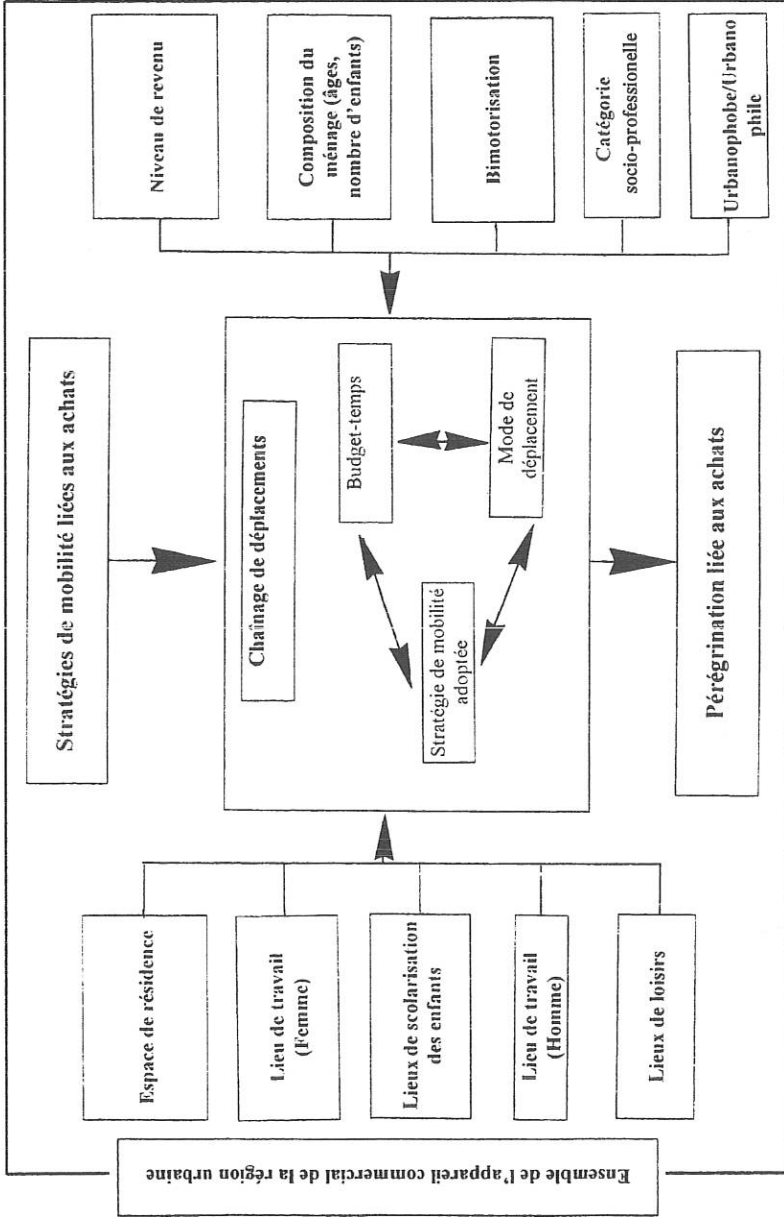 Ensemble de l'appareil commercial de la région urbaine
Stratégies de mobilité liées aux achats
Espace de résidence
Lieu de travail
(Femme)
Lieux de scolarisation
des enfants
Lieu de travail
(Homme)
Lieux de loisirs
Chaînage de déplacements
Budget-temps
Stratégie de mobilité
adoptée
Mode de
déplacement
Niveau de revenu
Composition du
ménage (âges,
nombre d'enfants)
Bimotorisation
Catégorie
socio-professionelle
Urbanophobe/Urbano
phile
Pérégrination liée aux achats